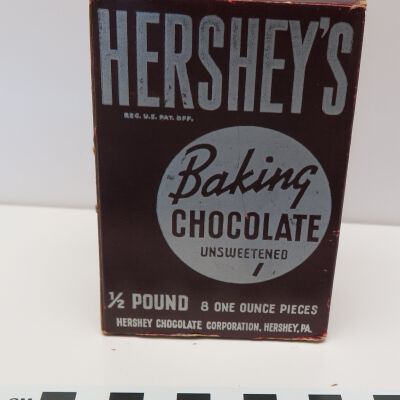 HERSHEY'S
REG. U.S. PAT. OFF.
Baking
CHOCOLATE
UNSWEETENED
½ POUND 8 ONE OUNCE PIECES
HERSHEY CHOCOLATE CORPORATION, HERSHEY, PA.